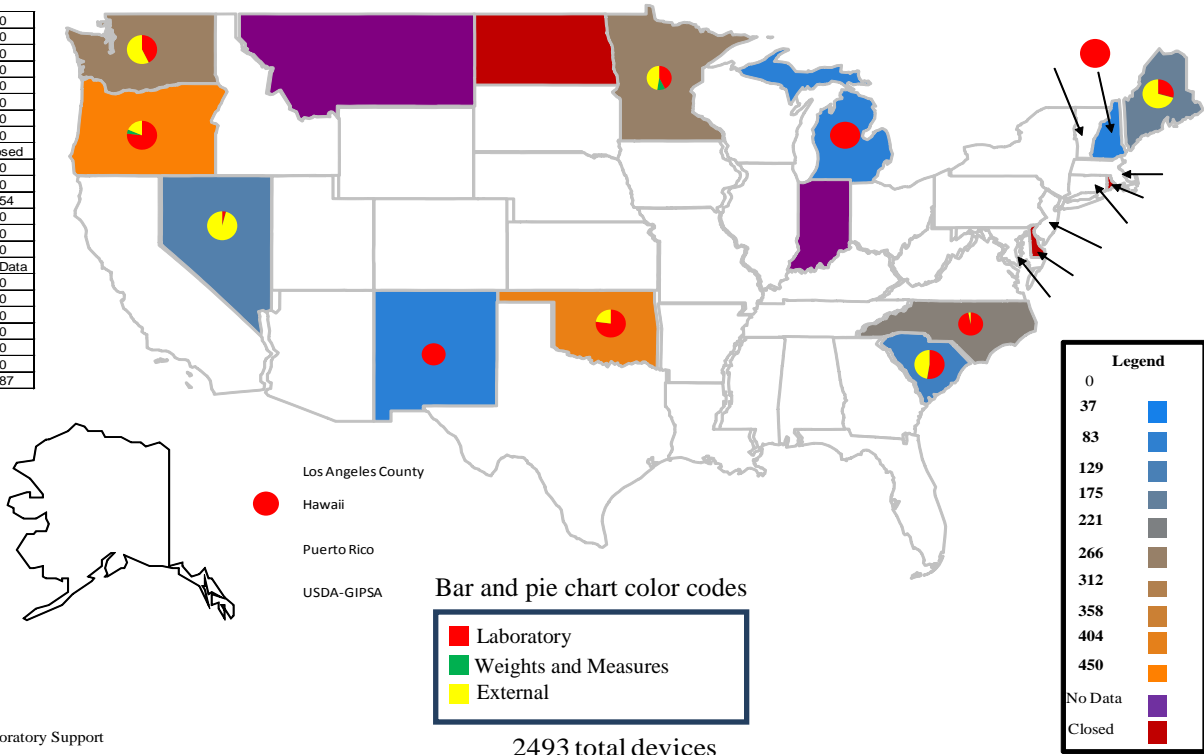 0
0
0
0
0
0
0
0
osed
0
0
54
0
0
0
Data
0
0
0
0
0
0
87
Los Angeles County
Hawaii
Puerto Rico
USDA-GIPSA
Bar and pie chart color codes
Laboratory
Weights and Measures
External
2493 total devices
oratory Support
Legend
0
37
83
129
175
221
266
312
358
404
450
No Data
Closed